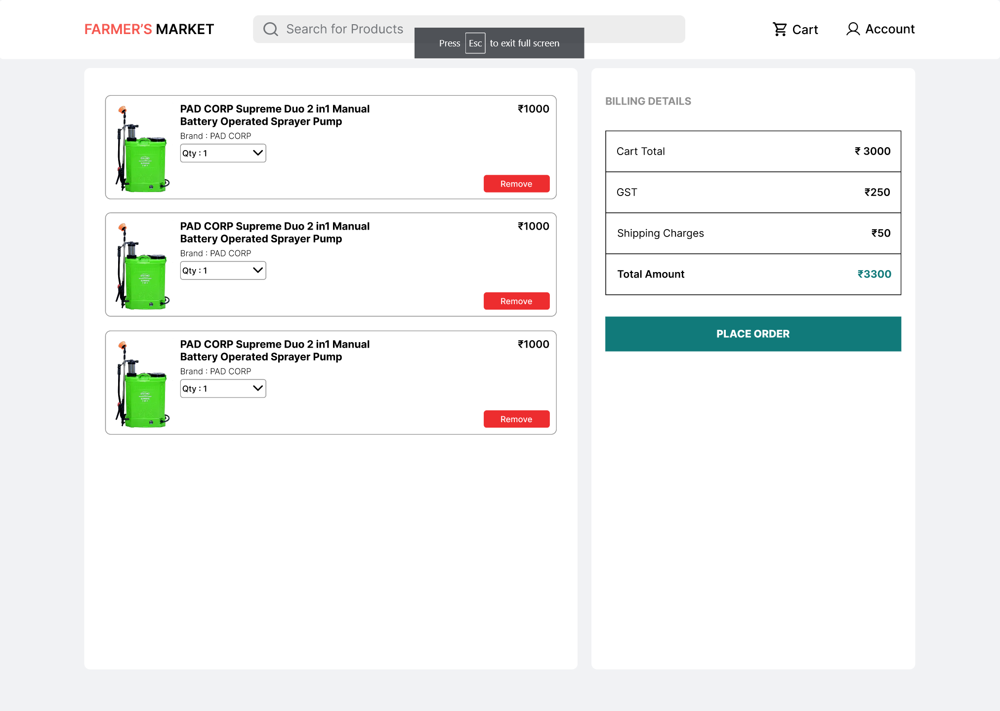 FARMER’S MARKET
Search for Products
Press Esc to exit full screen
Cart
Account
PAD CORP Supreme Duo 2 in1 Manual
Battery Operated Sprayer Pump
Brand : PAD CORP
Qty : 1
₹1000
Remove
PAD CORP Supreme Duo 2 in1 Manual
Battery Operated Sprayer Pump
Brand : PAD CORP
Qty : 1
₹1000
Remove
PAD CORP Supreme Duo 2 in1 Manual
Battery Operated Sprayer Pump
Brand : PAD CORP
Qty : 1
₹1000
Remove
BILLING DETAILS
Cart Total ₹ 3000
GST ₹250
Shipping Charges ₹50
Total Amount ₹3300
PLACE ORDER